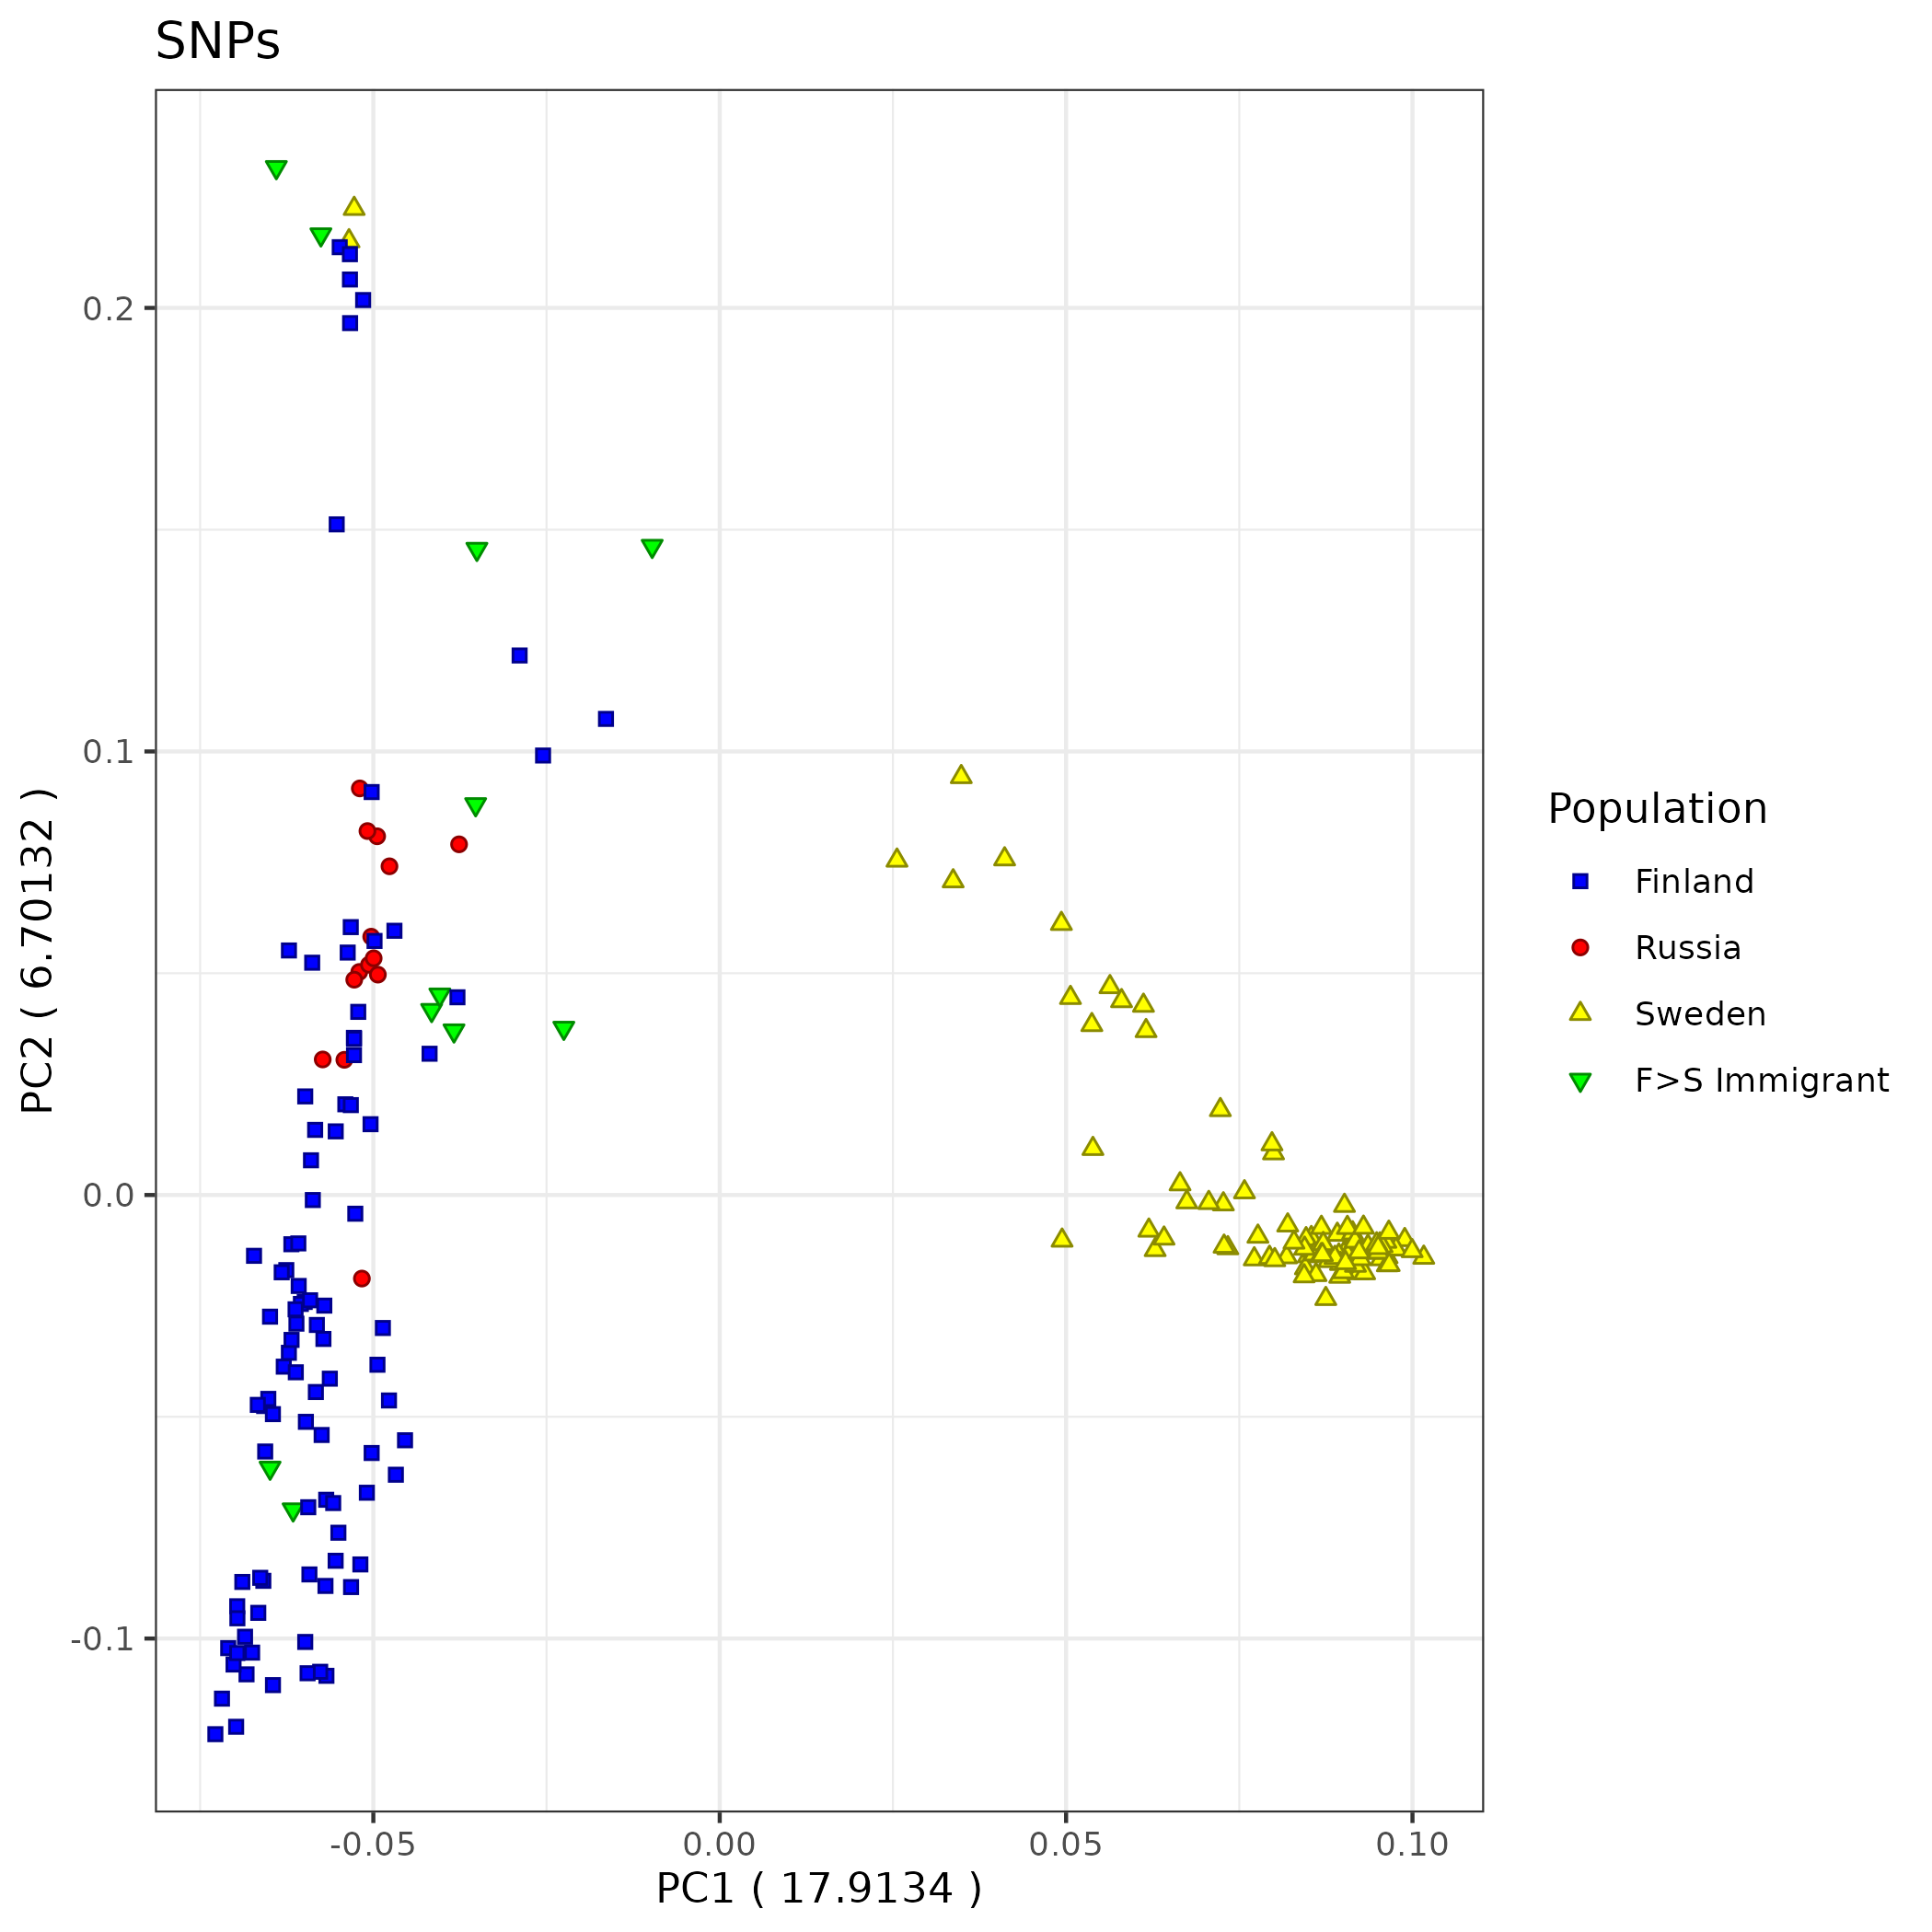 SNPs
0.2
0.1
0.0
-0.1
PC2 ( 6.70132 )
-0.05
0.00
0.05
0.10
PC1 ( 17.9134 )
Population
Finland
Russia
Sweden
F>S Immigrant